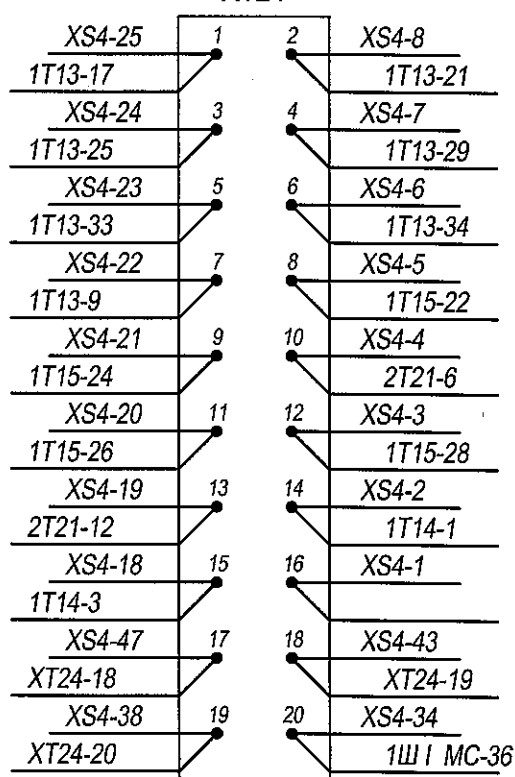 XS4-25 1 2 XS4-8
1T13-17 1T13-21
XS4-24 3 4 XS4-7
1T13-25 1T13-29
XS4-23 5 6 XS4-6
1T13-33 1T13-34
XS4-22 7 8 XS4-5
1T13-9 1T15-22
XS4-21 9 10 XS4-4
1T15-24 2T21-6
XS4-20 11 12 XS4-3
1T15-26 1T15-28
XS4-19 13 14 XS4-2
2T21-12 1T14-1
XS4-18 15 16 XS4-1
1T14-3
XS4-47 17 18 XS4-43
XT24-18 XT24-19
XS4-38 19 20 XS4-34
XT24-20 1Ш I МС-36